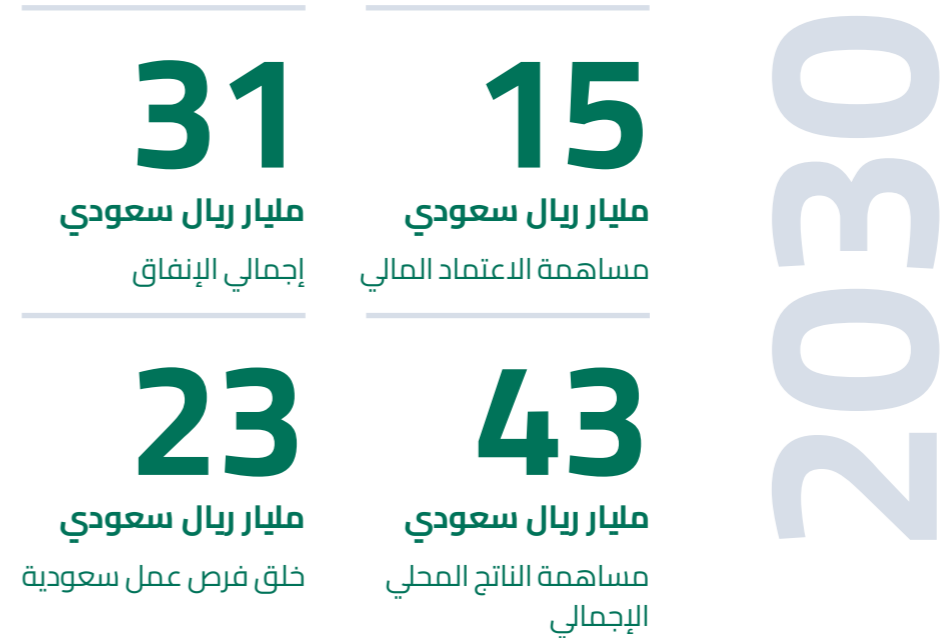 2030
15
مليار ريال سعودي
مساهمة الاعتماد المالي
31
مليار ريال سعودي
إجمالي الإنفاق
43
مليار ريال سعودي
مساهمة الناتج المحلي
الإجمالي
23
مليار ريال سعودي
خلق فرص عمل سعودية